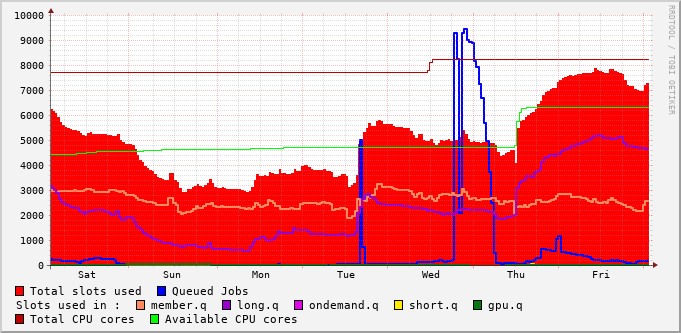 10000
9000
8000
7000
6000
5000
4000
3000
2000
1000
0
Sat Sun Mon Tue Wed Thu Fri
RRDTOOL / TOBI OETIKER
Total slots used Queued Jobs
Slots used in : member.q long.q ondemand.q short.q gpu.q
Total CPU cores Available CPU cores